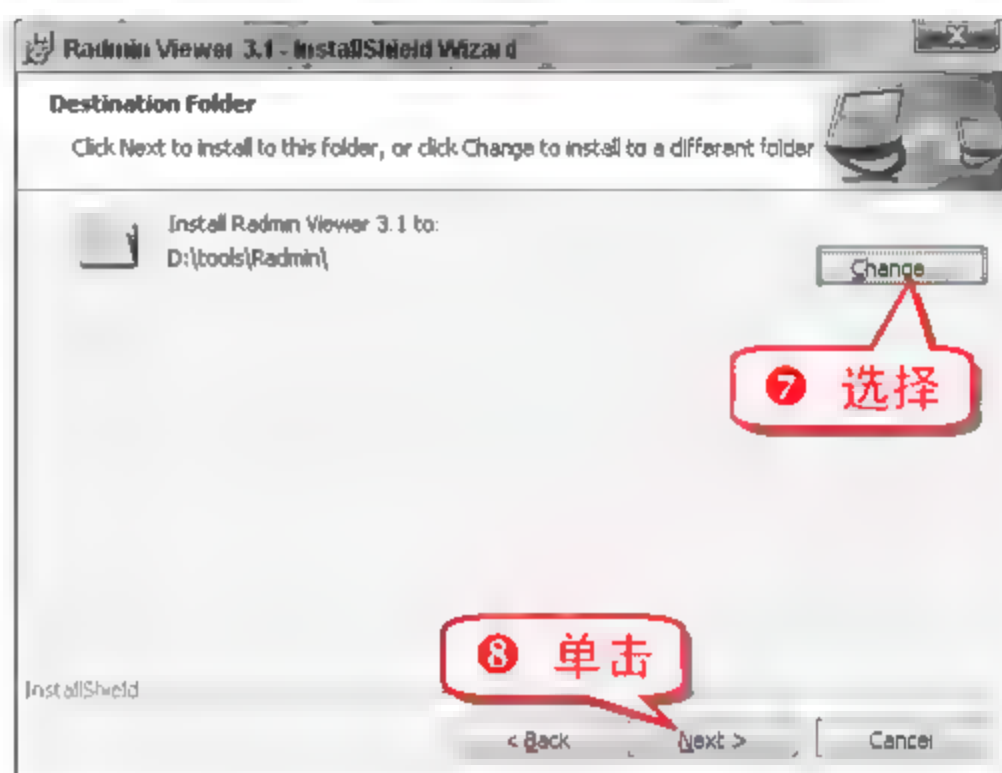 Radmin Viewer 3.1 - InstallShield Wizard
Destination Folder
Click Next to install to this folder, or click Change to install to a different folder
Install Radmin Viewer 3.1 to:
D:\tools\Radmin\
Change
❼ 选择
❽ 单击
InstallShield
< Back
Next >
Cancel